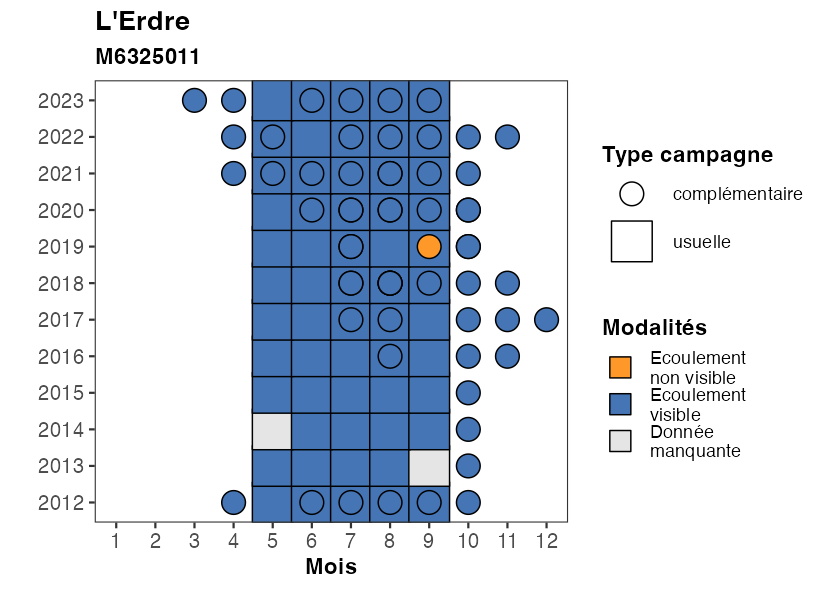 L'Erdre
M6325011
2023
2022
2021
2020
2019
2018
2017
2016
2015
2014
2013
2012
1 2 3 4 5 6 7 8 9 10 11 12
Mois
Type campagne
complémentaire
usuelle
Modalités
Ecoulement
non visible
Ecoulement
visible
Donnée
manquante